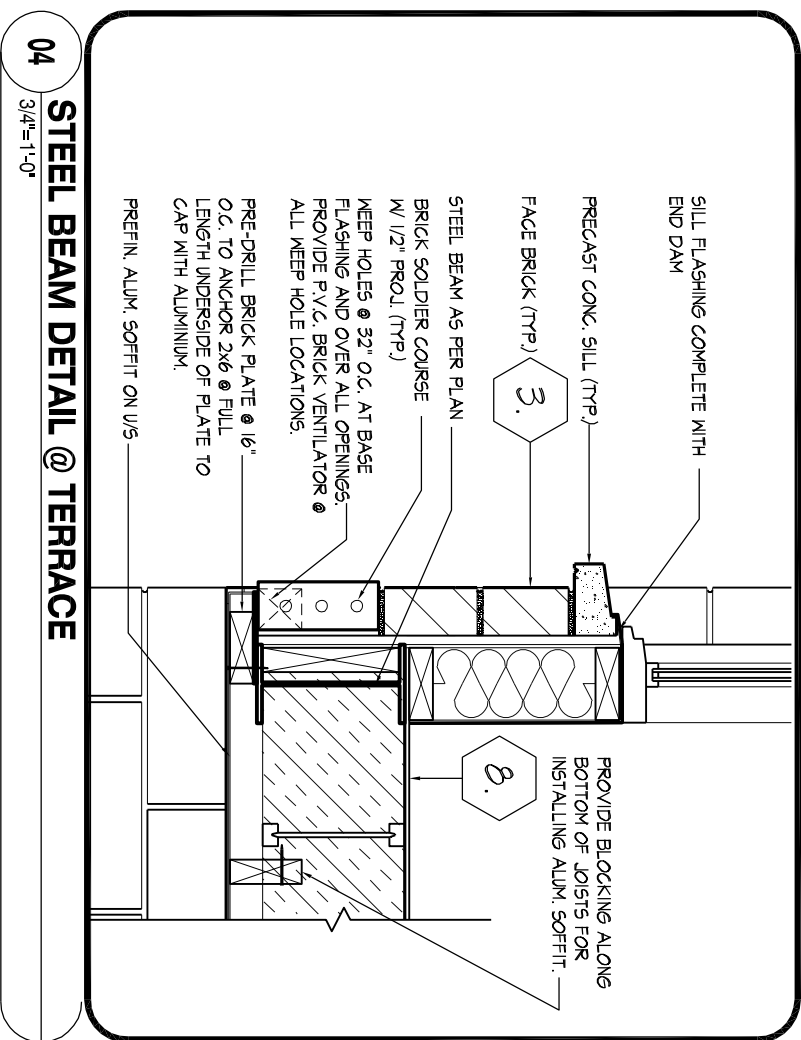 SILL FLASHING COMPLETE WITH
END DAM
PRECAST CONC. SILL (TYP.)
FACE BRICK (TYP.)
3.
STEEL BEAM AS PER PLAN
BRICK SOLDIER COURSE
W/ 1/2" PROJ. (TYP.)
WEEP HOLES @ 32" O.C. AT BASE
FLASHING AND OVER ALL OPENINGS.
PROVIDE P.V.C. BRICK VENTILATOR @
ALL WEEP HOLE LOCATIONS.
PRE-DRILL BRICK PLATE @ 16"
O.C. TO ANCHOR 2x6 @ FULL
LENGTH UNDERSIDE OF PLATE TO
CAP WITH ALUMINIUM.
PREFIN. ALUM. SOFFIT ON U/S
PROVIDE BLOCKING ALONG
BOTTOM OF JOISTS FOR
INSTALLING ALUM. SOFFIT.
8.
04
STEEL BEAM DETAIL @ TERRACE
3/4"=1'-0"